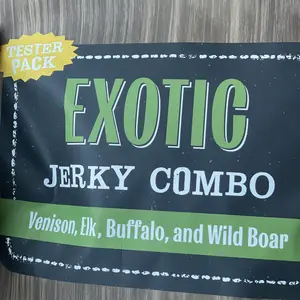 TESTER
PACK
EXOTIC
JERKY COMBO
Venison, Elk, Buffalo, and Wild Boar